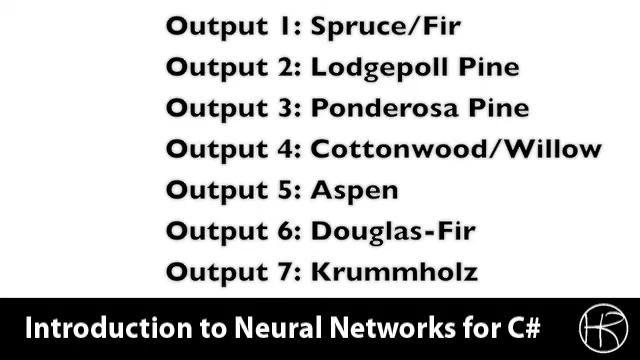 Output 1: Spruce/Fir
Output 2: Lodgepoll Pine
Output 3: Ponderosa Pine
Output 4: Cottonwood/Willow
Output 5: Aspen
Output 6: Douglas-Fir
Output 7: Krummholz
Introduction to Neural Networks for C#